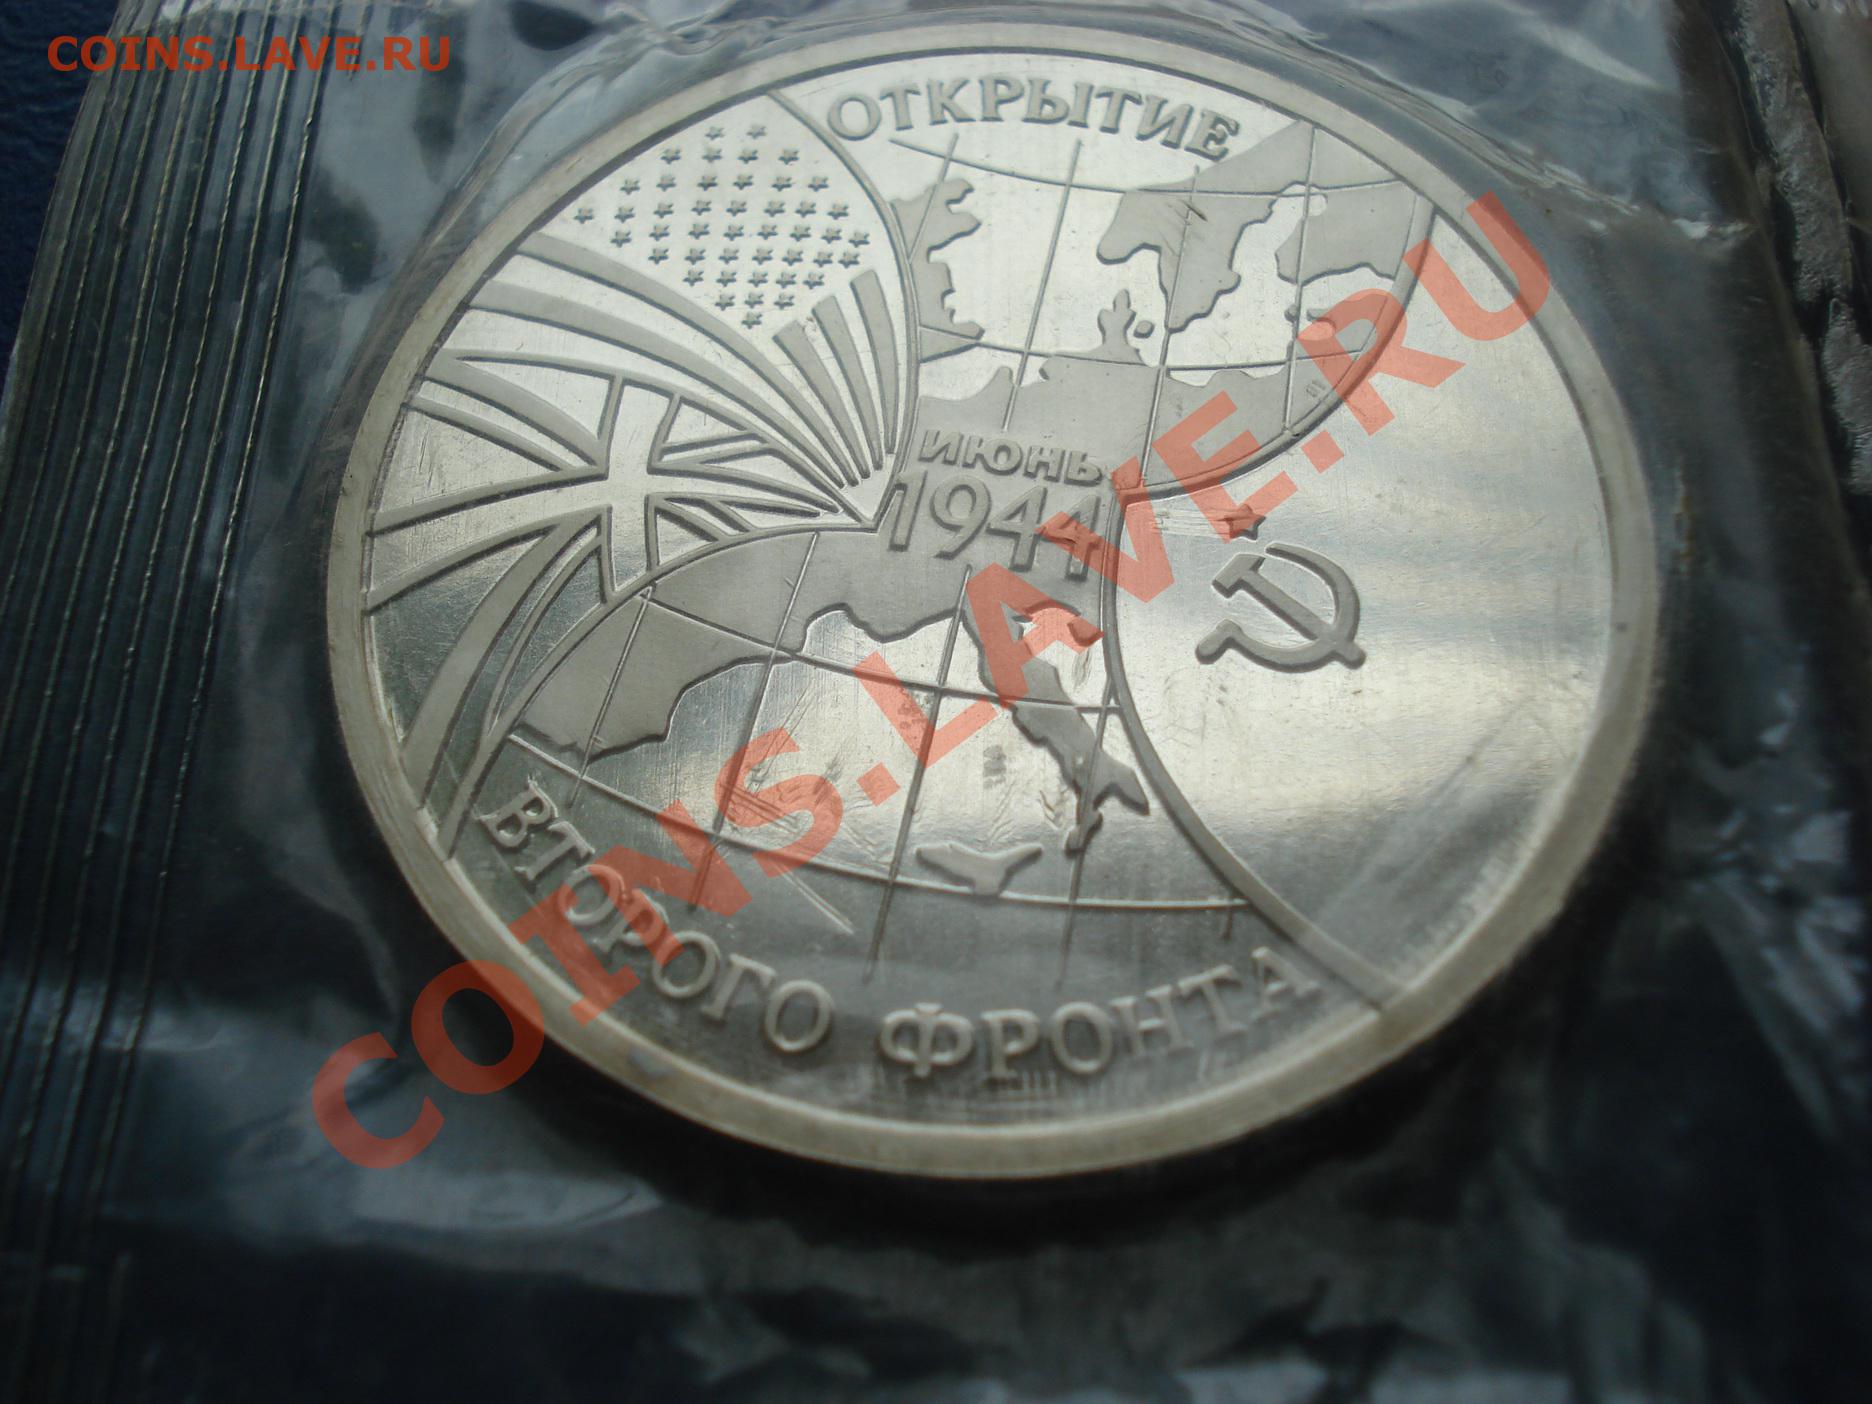 COINS.LAVE.RU
ОТКРЫТИЕ
ИЮНЬ
1944
ВТОРОГО ФРОНТА
COINS.LAVE.RU